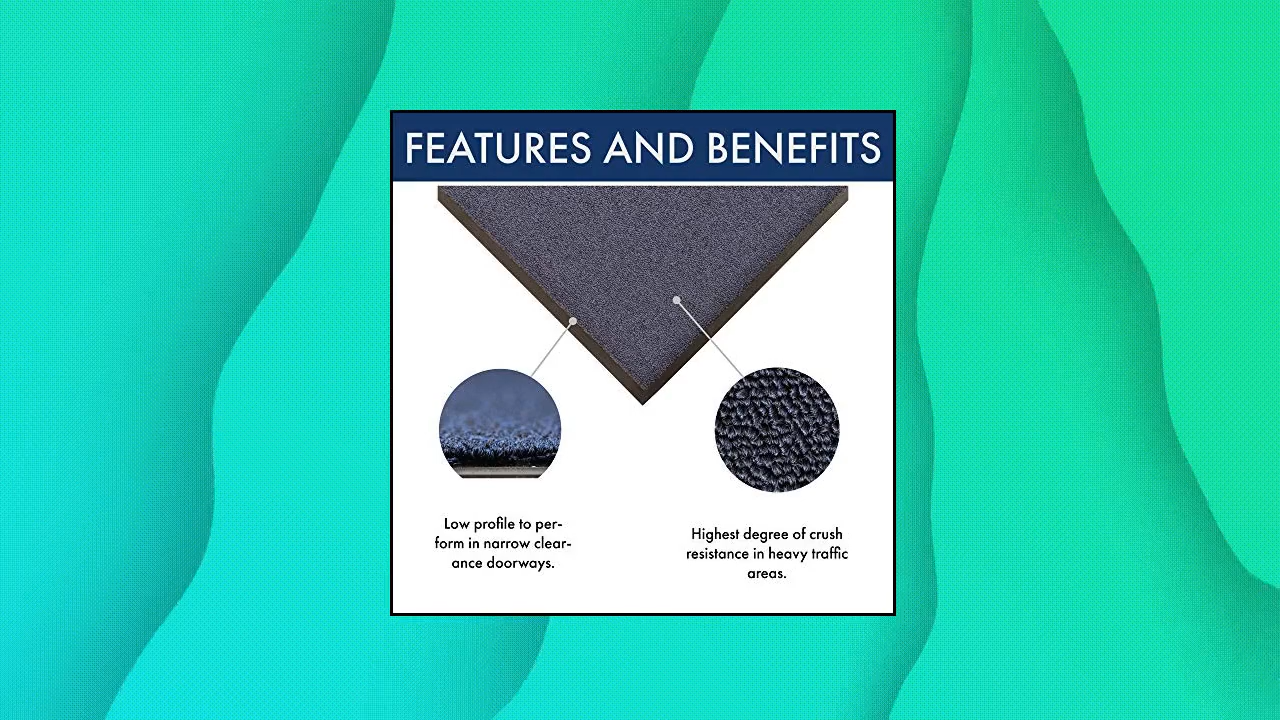 FEATURES AND BENEFITS
Low profile to per-
form in narrow clear-
ance doorways.
Highest degree of crush
resistance in heavy traffic
areas.